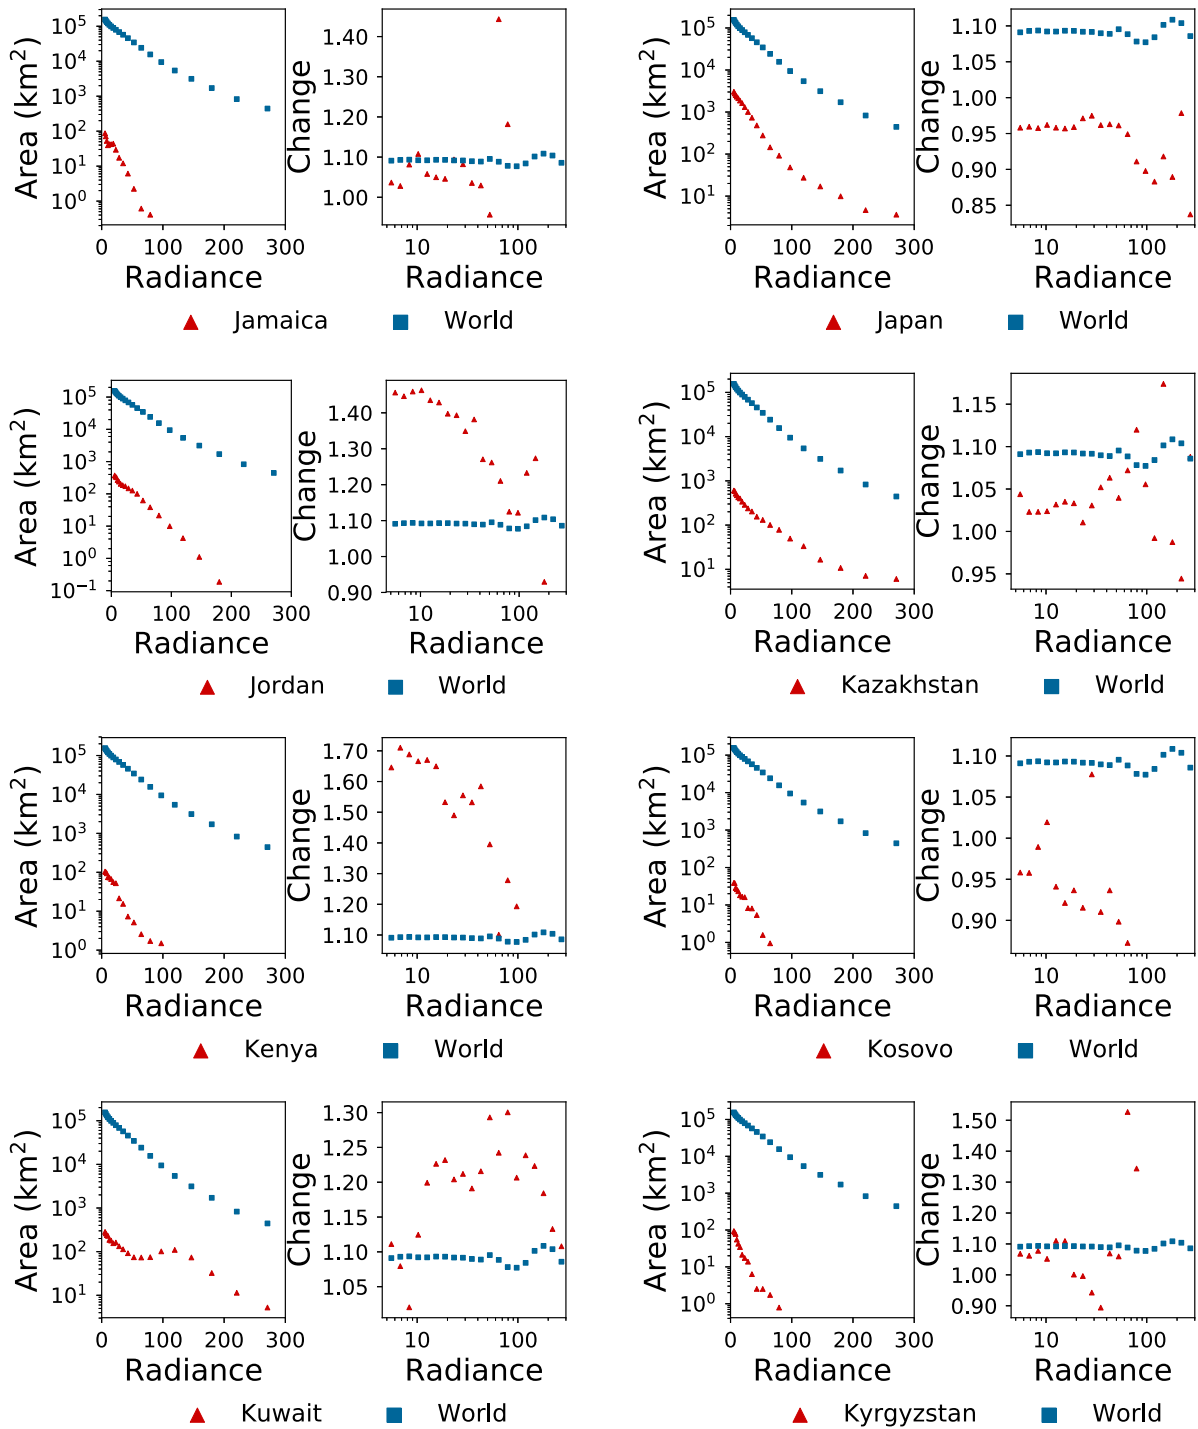 Area (km²)
10⁵
10⁴
10³
10²
10¹
10⁰
0 100 200 300
Radiance
Change
1.40
1.30
1.20
1.10
1.00
10 100
Radiance
Jamaica World
Area (km²)
10⁵
10⁴
10³
10²
10¹
0 100 200 300
Radiance
Change
1.10
1.05
1.00
0.95
0.90
0.85
10 100
Radiance
Japan World
Area (km²)
10⁵
10⁴
10³
10²
10¹
10⁰
10⁻¹
0 100 200 300
Radiance
Change
1.40
1.30
1.20
1.10
1.00
0.90
10 100
Radiance
Jordan World
Area (km²)
10⁵
10⁴
10³
10²
10¹
0 100 200 300
Radiance
Change
1.15
1.10
1.05
1.00
0.95
10 100
Radiance
Kazakhstan World
Area (km²)
10⁵
10⁴
10³
10²
10¹
10⁰
0 100 200 300
Radiance
Change
1.70
1.60
1.50
1.40
1.30
1.20
1.10
10 100
Radiance
Kenya World
Area (km²)
10⁵
10⁴
10³
10²
10¹
10⁰
0 100 200 300
Radiance
Change
1.10
1.05
1.00
0.95
0.90
10 100
Radiance
Kosovo World
Area (km²)
10⁵
10⁴
10³
10²
10¹
0 100 200 300
Radiance
Change
1.30
1.25
1.20
1.15
1.10
1.05
10 100
Radiance
Kuwait World
Area (km²)
10⁵
10⁴
10³
10²
10¹
10⁰
0 100 200 300
Radiance
Change
1.50
1.40
1.30
1.20
1.10
1.00
0.90
10 100
Radiance
Kyrgyzstan World